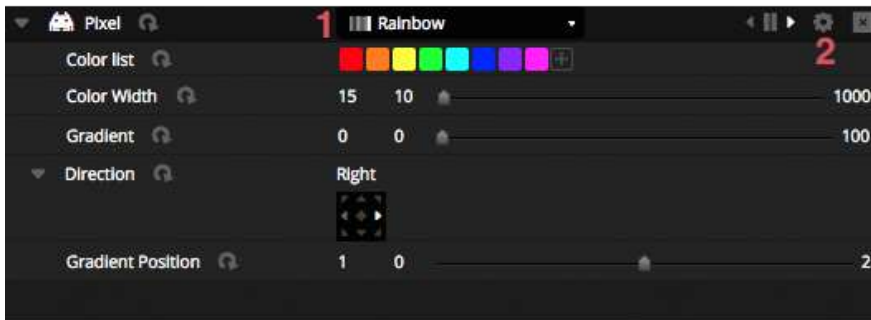 Pixel 1 Rainbow 2
Color list
Color Width 15 10 1000
Gradient 0 0 100
Direction Right
Gradient Position 1 0 2